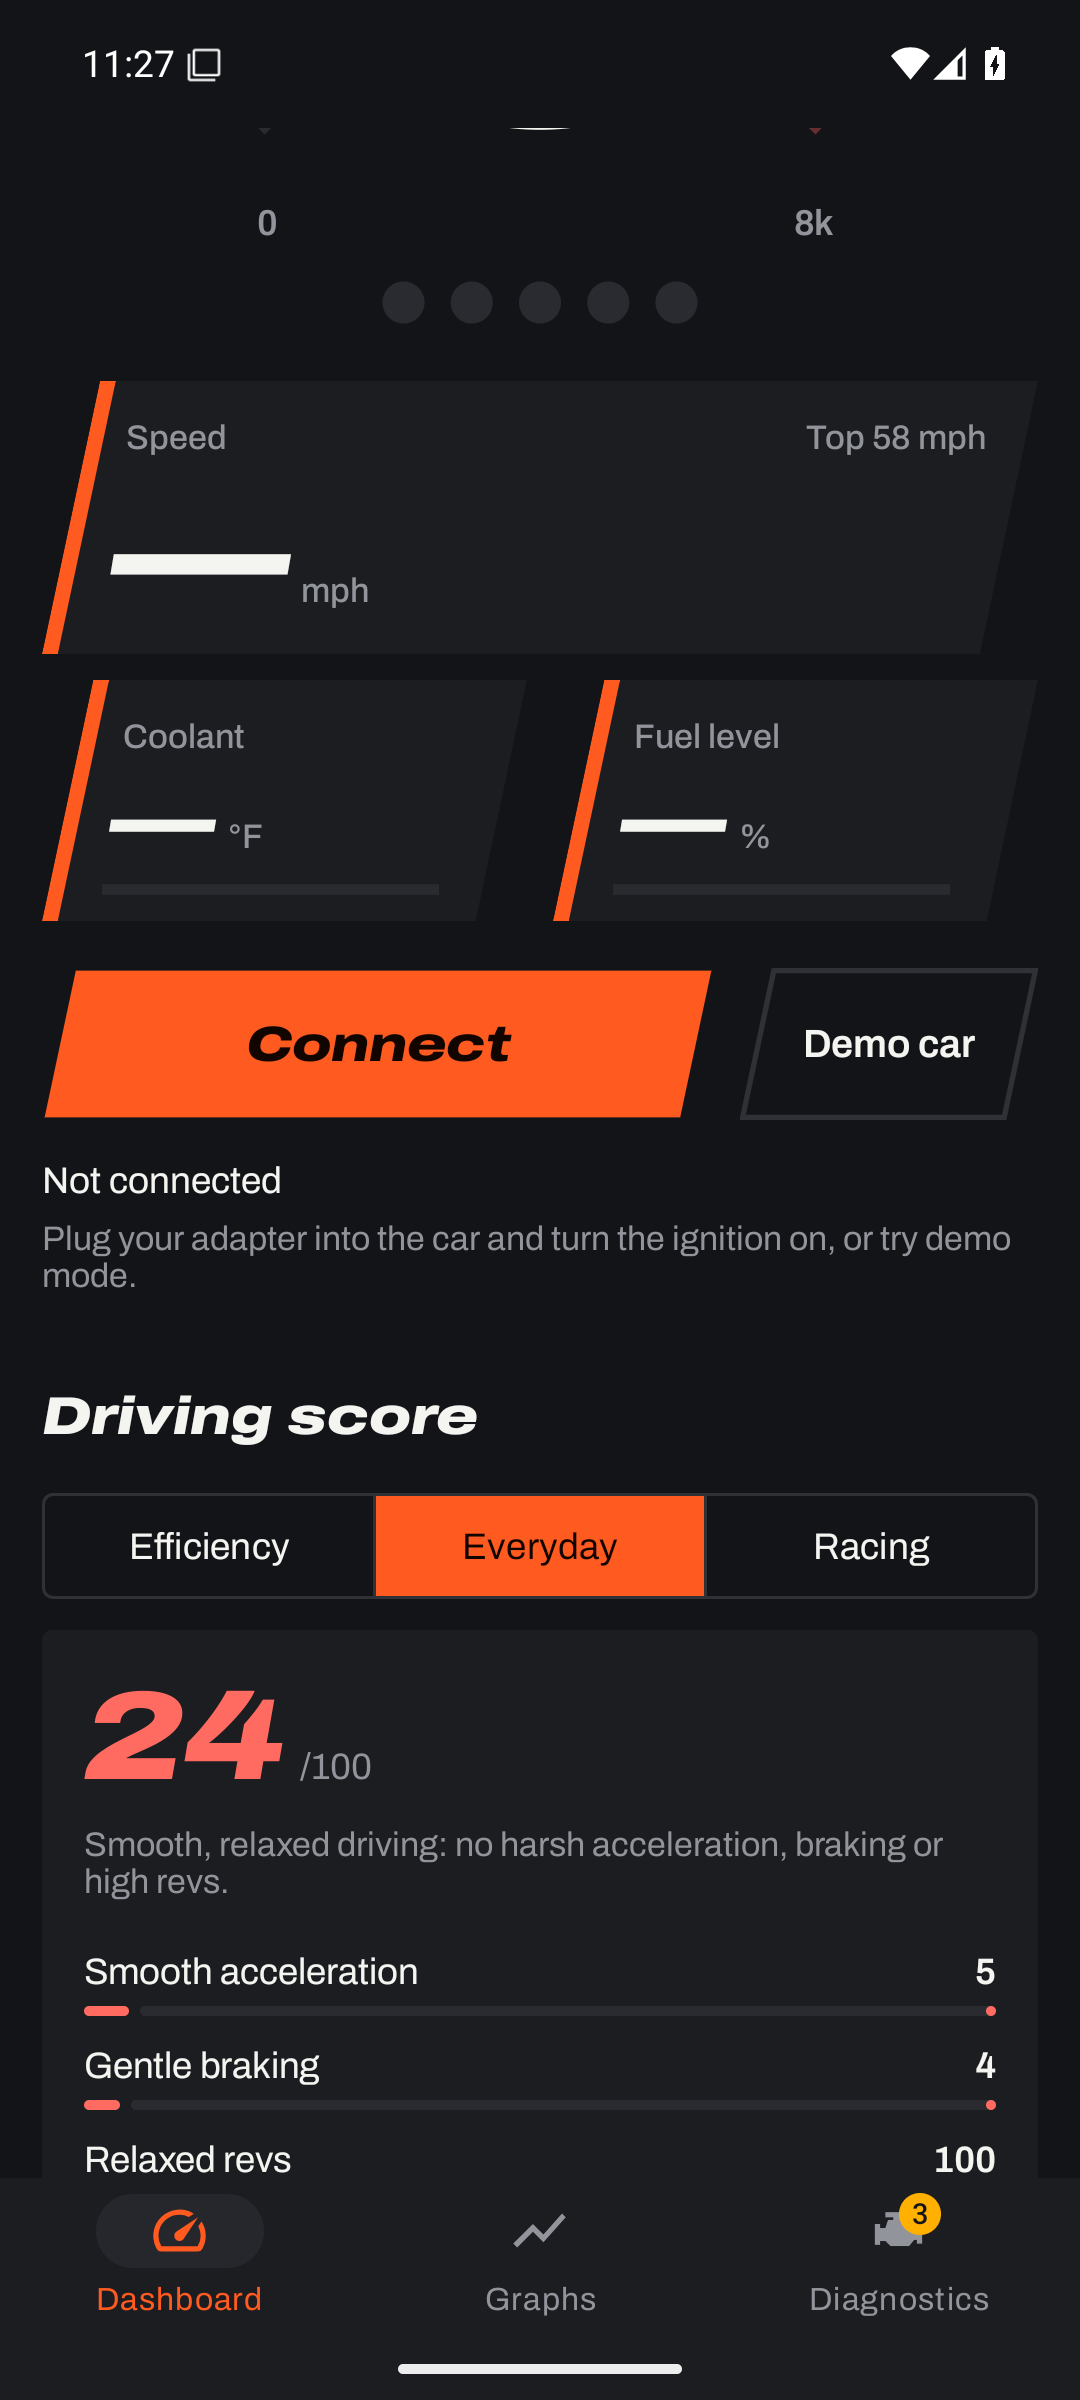 11:27
0 8k
Speed Top 58 mph
mph
Coolant Fuel level
°F %
Connect Demo car
Not connected
Plug your adapter into the car and turn the ignition on, or try demo
mode.
Driving score
Efficiency Everyday Racing
24 /100
Smooth, relaxed driving: no harsh acceleration, braking or
high revs.
Smooth acceleration 5
Gentle braking 4
Relaxed revs 100
3
Dashboard Graphs Diagnostics